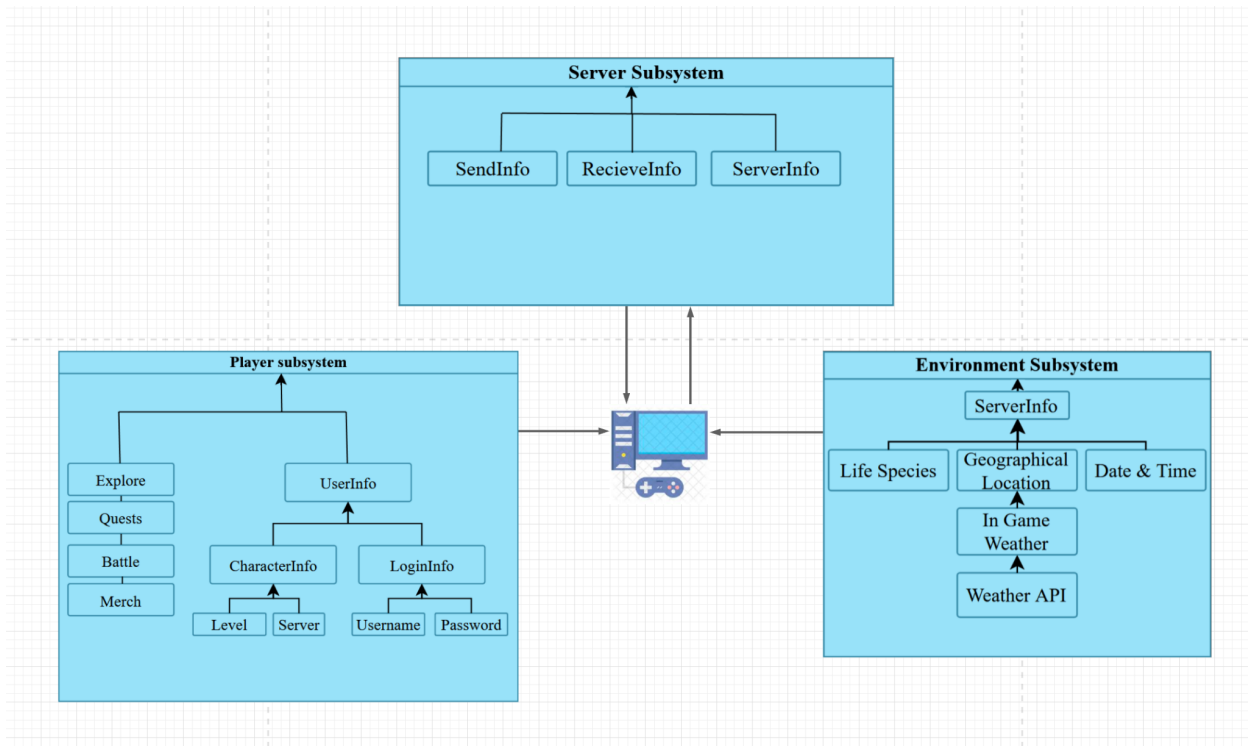 Server Subsystem
SendInfo
RecieveInfo
ServerInfo
Player subsystem
Explore
Quests
Battle
Merch
UserInfo
CharacterInfo
LoginInfo
Level
Server
Username
Password
Environment Subsystem
ServerInfo
Life Species
Geographical
Location
Date & Time
In Game
Weather
Weather API